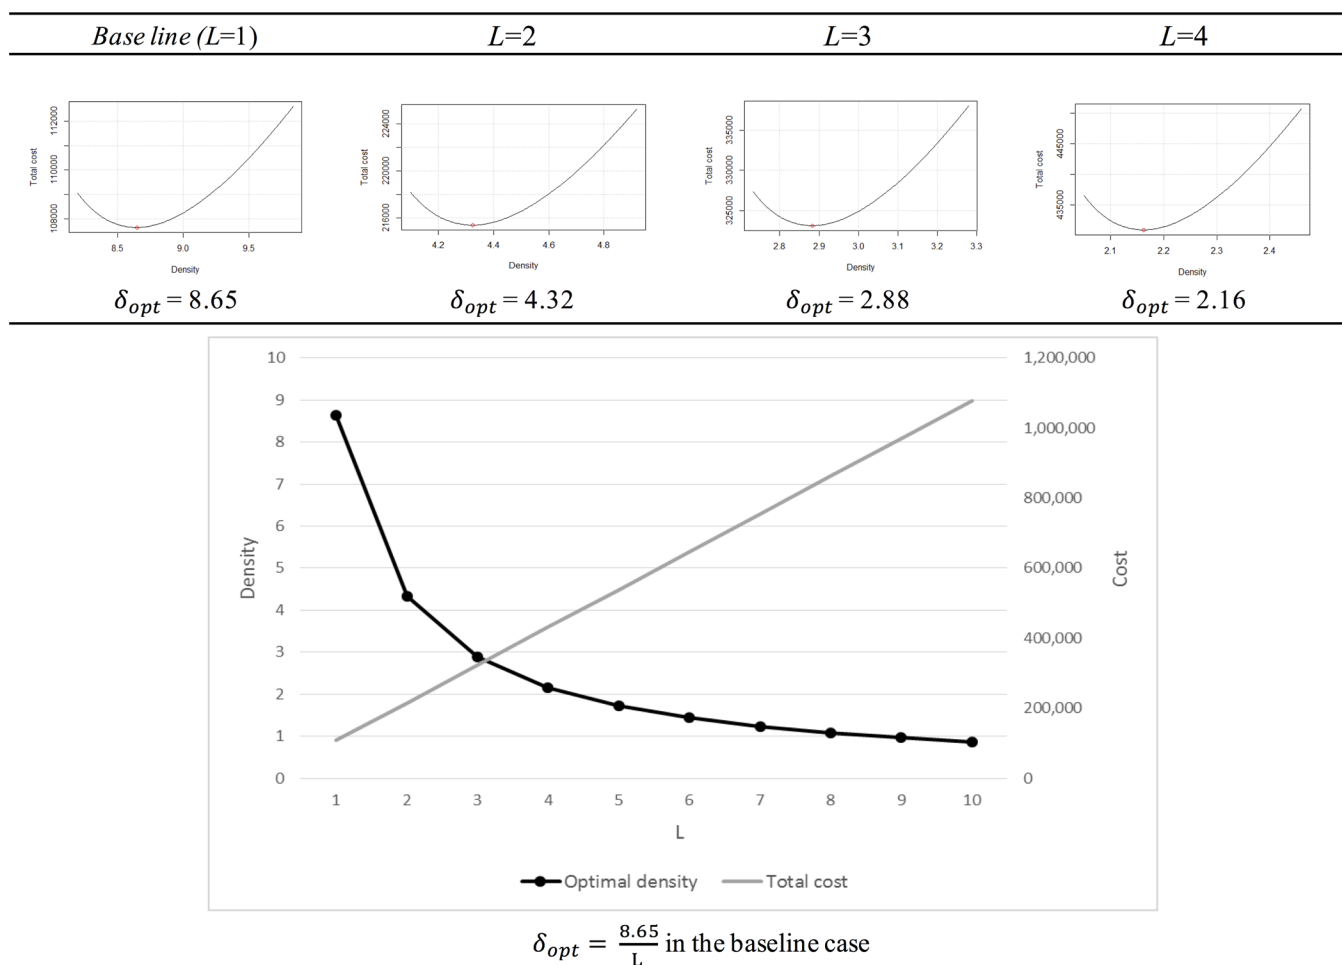 Base line (L=1) L=2 L=3 L=4
Total cost
112000
110000
108000
8.5 9.0 9.5
Density
Total cost
224000
220000
216000
4.2 4.4 4.6 4.8
Density
Total cost
335000
330000
325000
2.8 2.9 3.0 3.1 3.2 3.3
Density
Total cost
445000
435000
2.1 2.2 2.3 2.4
Density
δopt = 8.65 δopt = 4.32 δopt = 2.88 δopt = 2.16
10 1,200,000
9
1,000,000
8
7 800,000
6
5 600,000
4
400,000
3
2 200,000
1
0 0
Density
Cost
1 2 3 4 5 6 7 8 9 10
L
Optimal density Total cost
δopt = 8.65/L in the baseline case